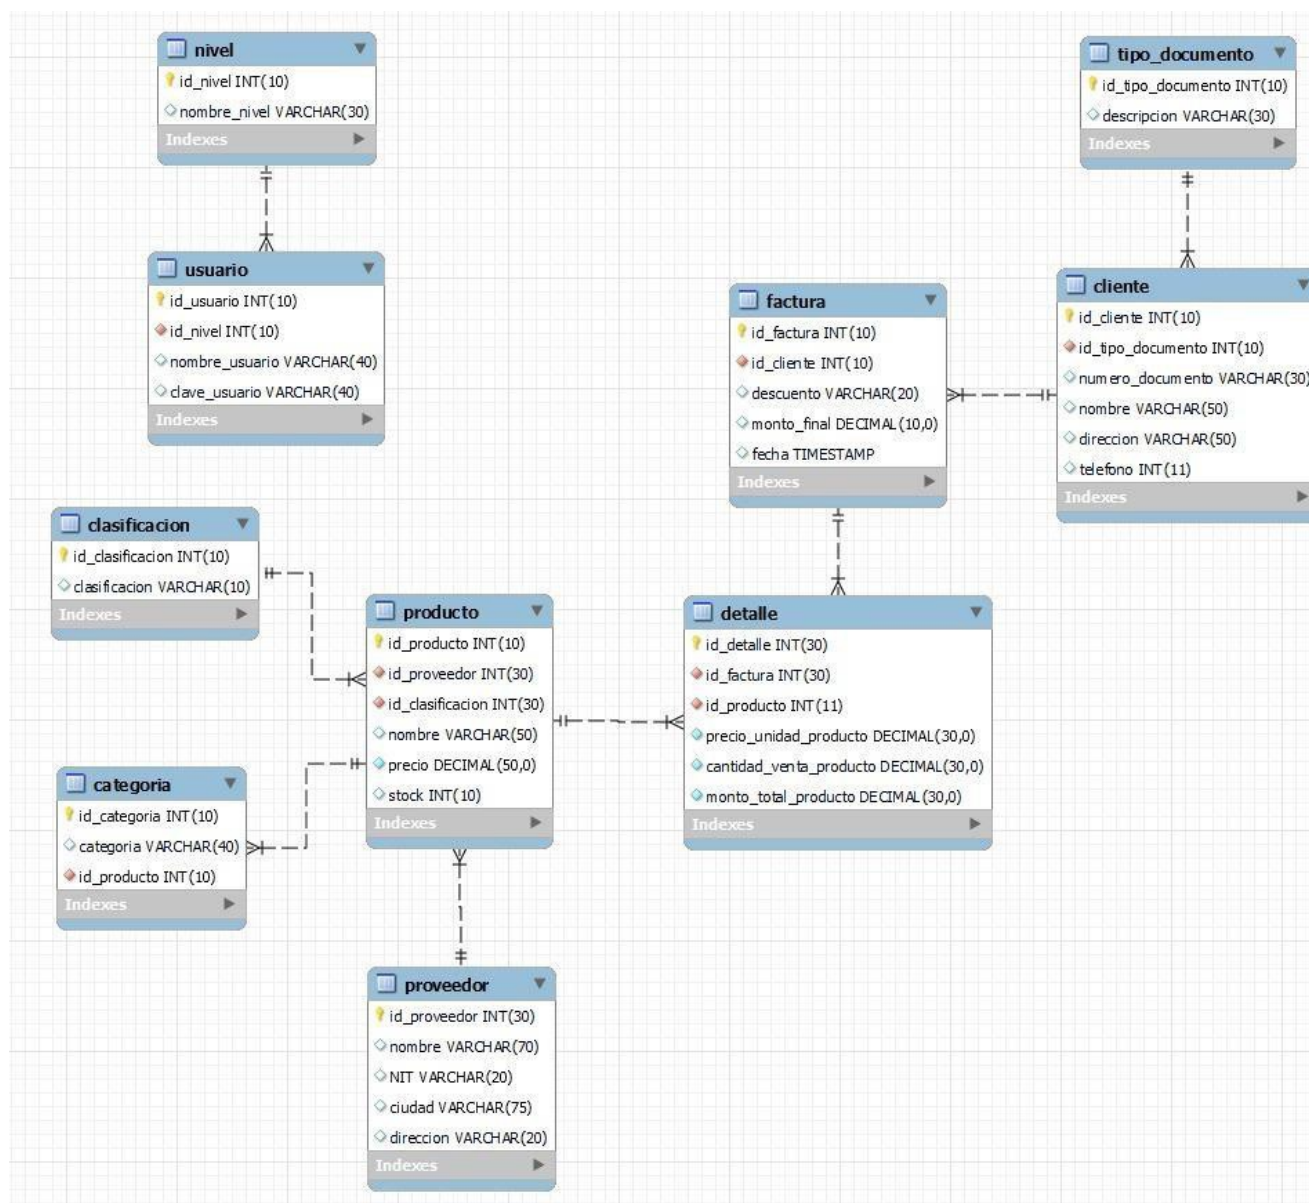 nivel
id_nivel INT(10)
nombre_nivel VARCHAR(30)
Indexes
usuario
id_usuario INT(10)
id_nivel INT(10)
nombre_usuario VARCHAR(40)
clave_usuario VARCHAR(40)
Indexes
tipo_documento
id_tipo_documento INT(10)
descripcion VARCHAR(30)
Indexes
cliente
id_cliente INT(10)
id_tipo_documento INT(10)
numero_documento VARCHAR(30)
nombre VARCHAR(50)
direccion VARCHAR(50)
telefono INT(11)
Indexes
factura
id_factura INT(10)
id_cliente INT(10)
descuento VARCHAR(20)
monto_final DECIMAL(10,0)
fecha TIMESTAMP
Indexes
clasificacion
id_clasificacion INT(10)
clasificacion VARCHAR(10)
Indexes
producto
id_producto INT(10)
id_proveedor INT(30)
id_clasificacion INT(30)
nombre VARCHAR(50)
precio DECIMAL(50,0)
stock INT(10)
Indexes
detalle
id_detalle INT(30)
id_factura INT(30)
id_producto INT(11)
precio_unidad_producto DECIMAL(30,0)
cantidad_venta_producto DECIMAL(30,0)
monto_total_producto DECIMAL(30,0)
Indexes
categoria
id_categoria INT(10)
categoria VARCHAR(40)
id_producto INT(10)
Indexes
proveedor
id_proveedor INT(30)
nombre VARCHAR(70)
NIT VARCHAR(20)
ciudad VARCHAR(75)
direccion VARCHAR(20)
Indexes